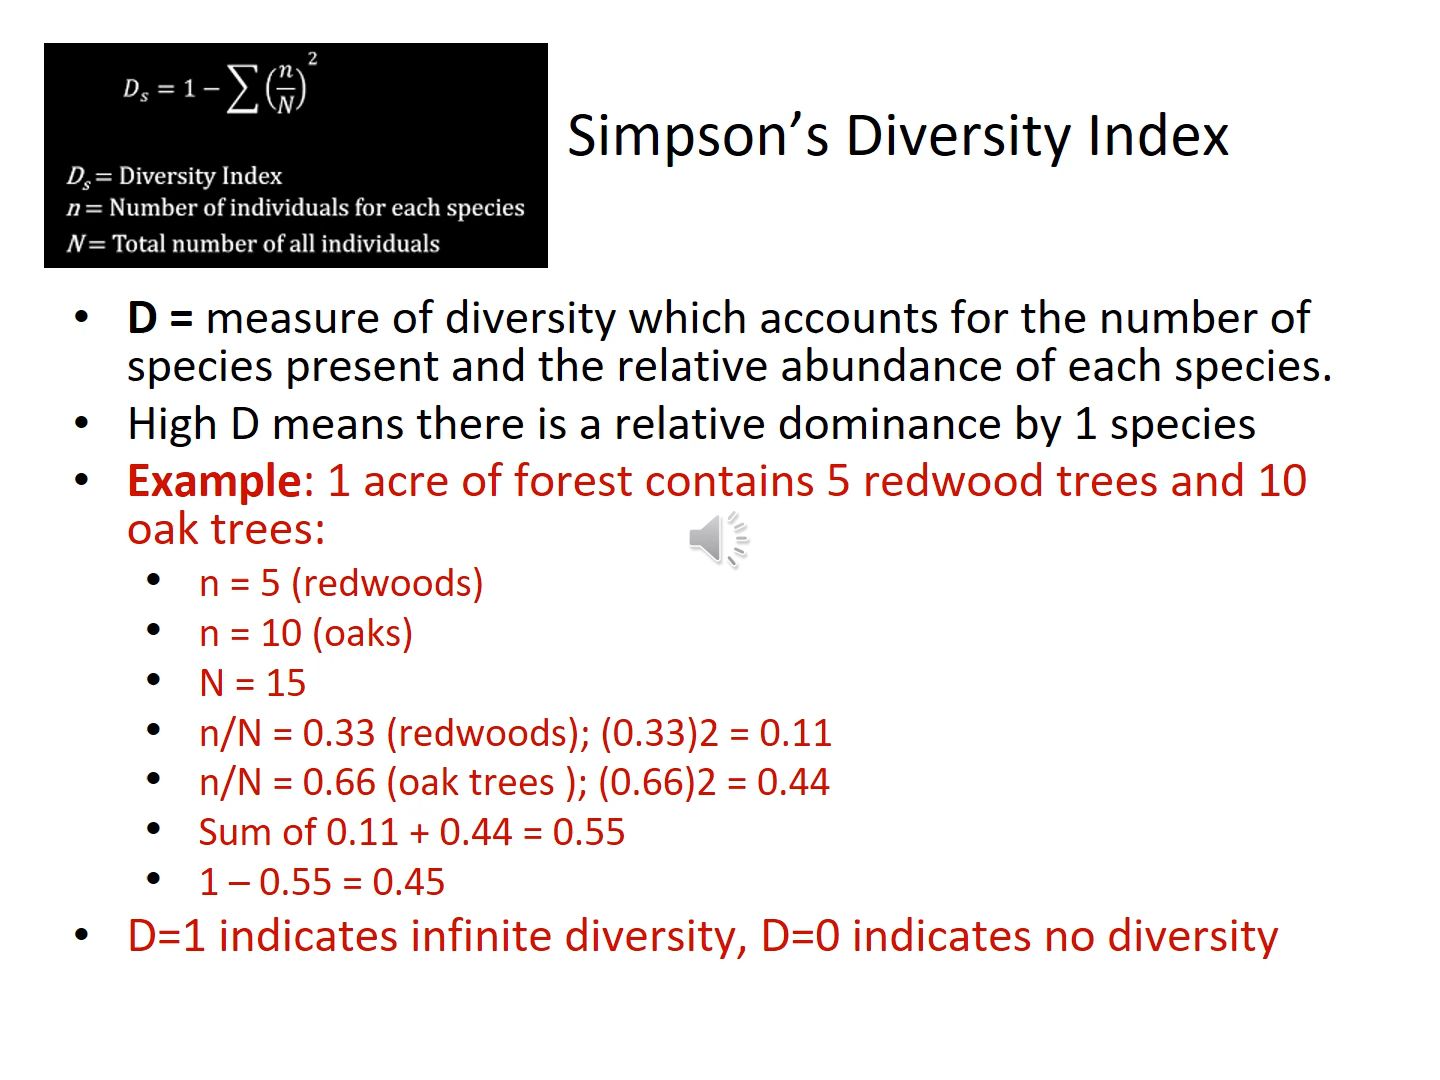 D_s = 1 − ∑ (n/N)^2
D_s = Diversity Index
n = Number of individuals for each species
N = Total number of all individuals
Simpson’s Diversity Index
• D = measure of diversity which accounts for the number of
species present and the relative abundance of each species.
• High D means there is a relative dominance by 1 species
• Example: 1 acre of forest contains 5 redwood trees and 10
oak trees:
• n = 5 (redwoods)
• n = 10 (oaks)
• N = 15
• n/N = 0.33 (redwoods); (0.33)2 = 0.11
• n/N = 0.66 (oak trees ); (0.66)2 = 0.44
• Sum of 0.11 + 0.44 = 0.55
• 1 – 0.55 = 0.45
• D=1 indicates infinite diversity, D=0 indicates no diversity